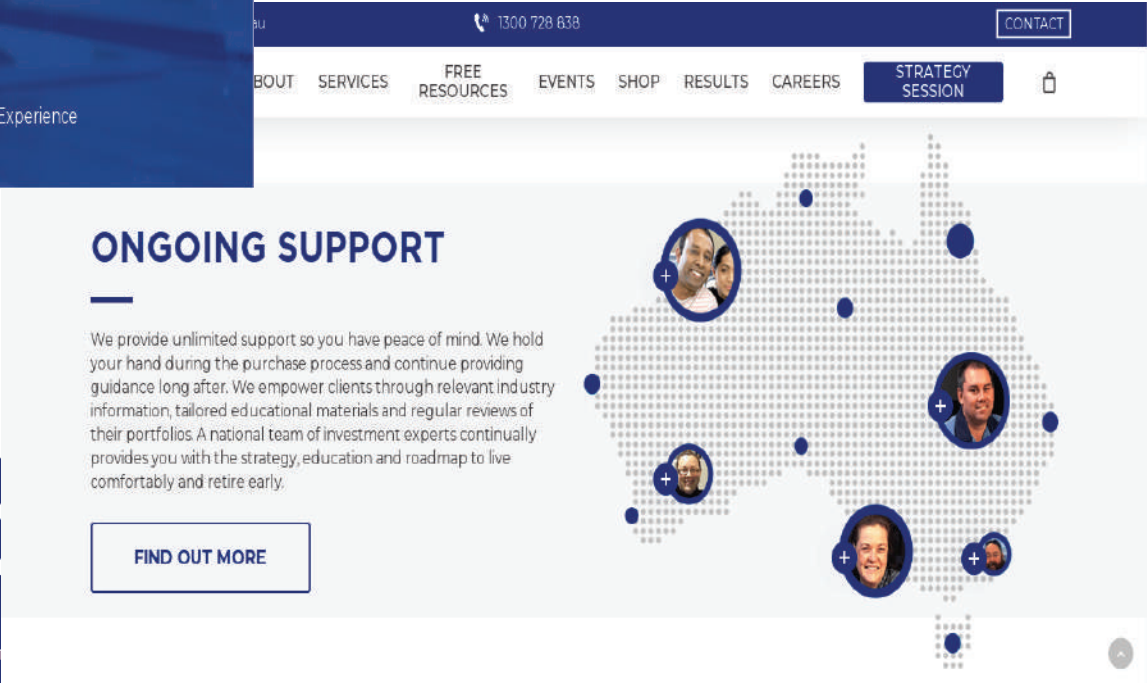 au
1300 728 838
CONTACT
BOUT
SERVICES
FREE
RESOURCES
EVENTS
SHOP
RESULTS
CAREERS
STRATEGY
SESSION
Experience
ONGOING SUPPORT
We provide unlimited support so you have peace of mind. We hold
your hand during the purchase process and continue providing
guidance long after. We empower clients through relevant industry
information, tailored educational materials and regular reviews of
their portfolios. A national team of investment experts continually
provides you with the strategy, education and roadmap to live
comfortably and retire early.
FIND OUT MORE